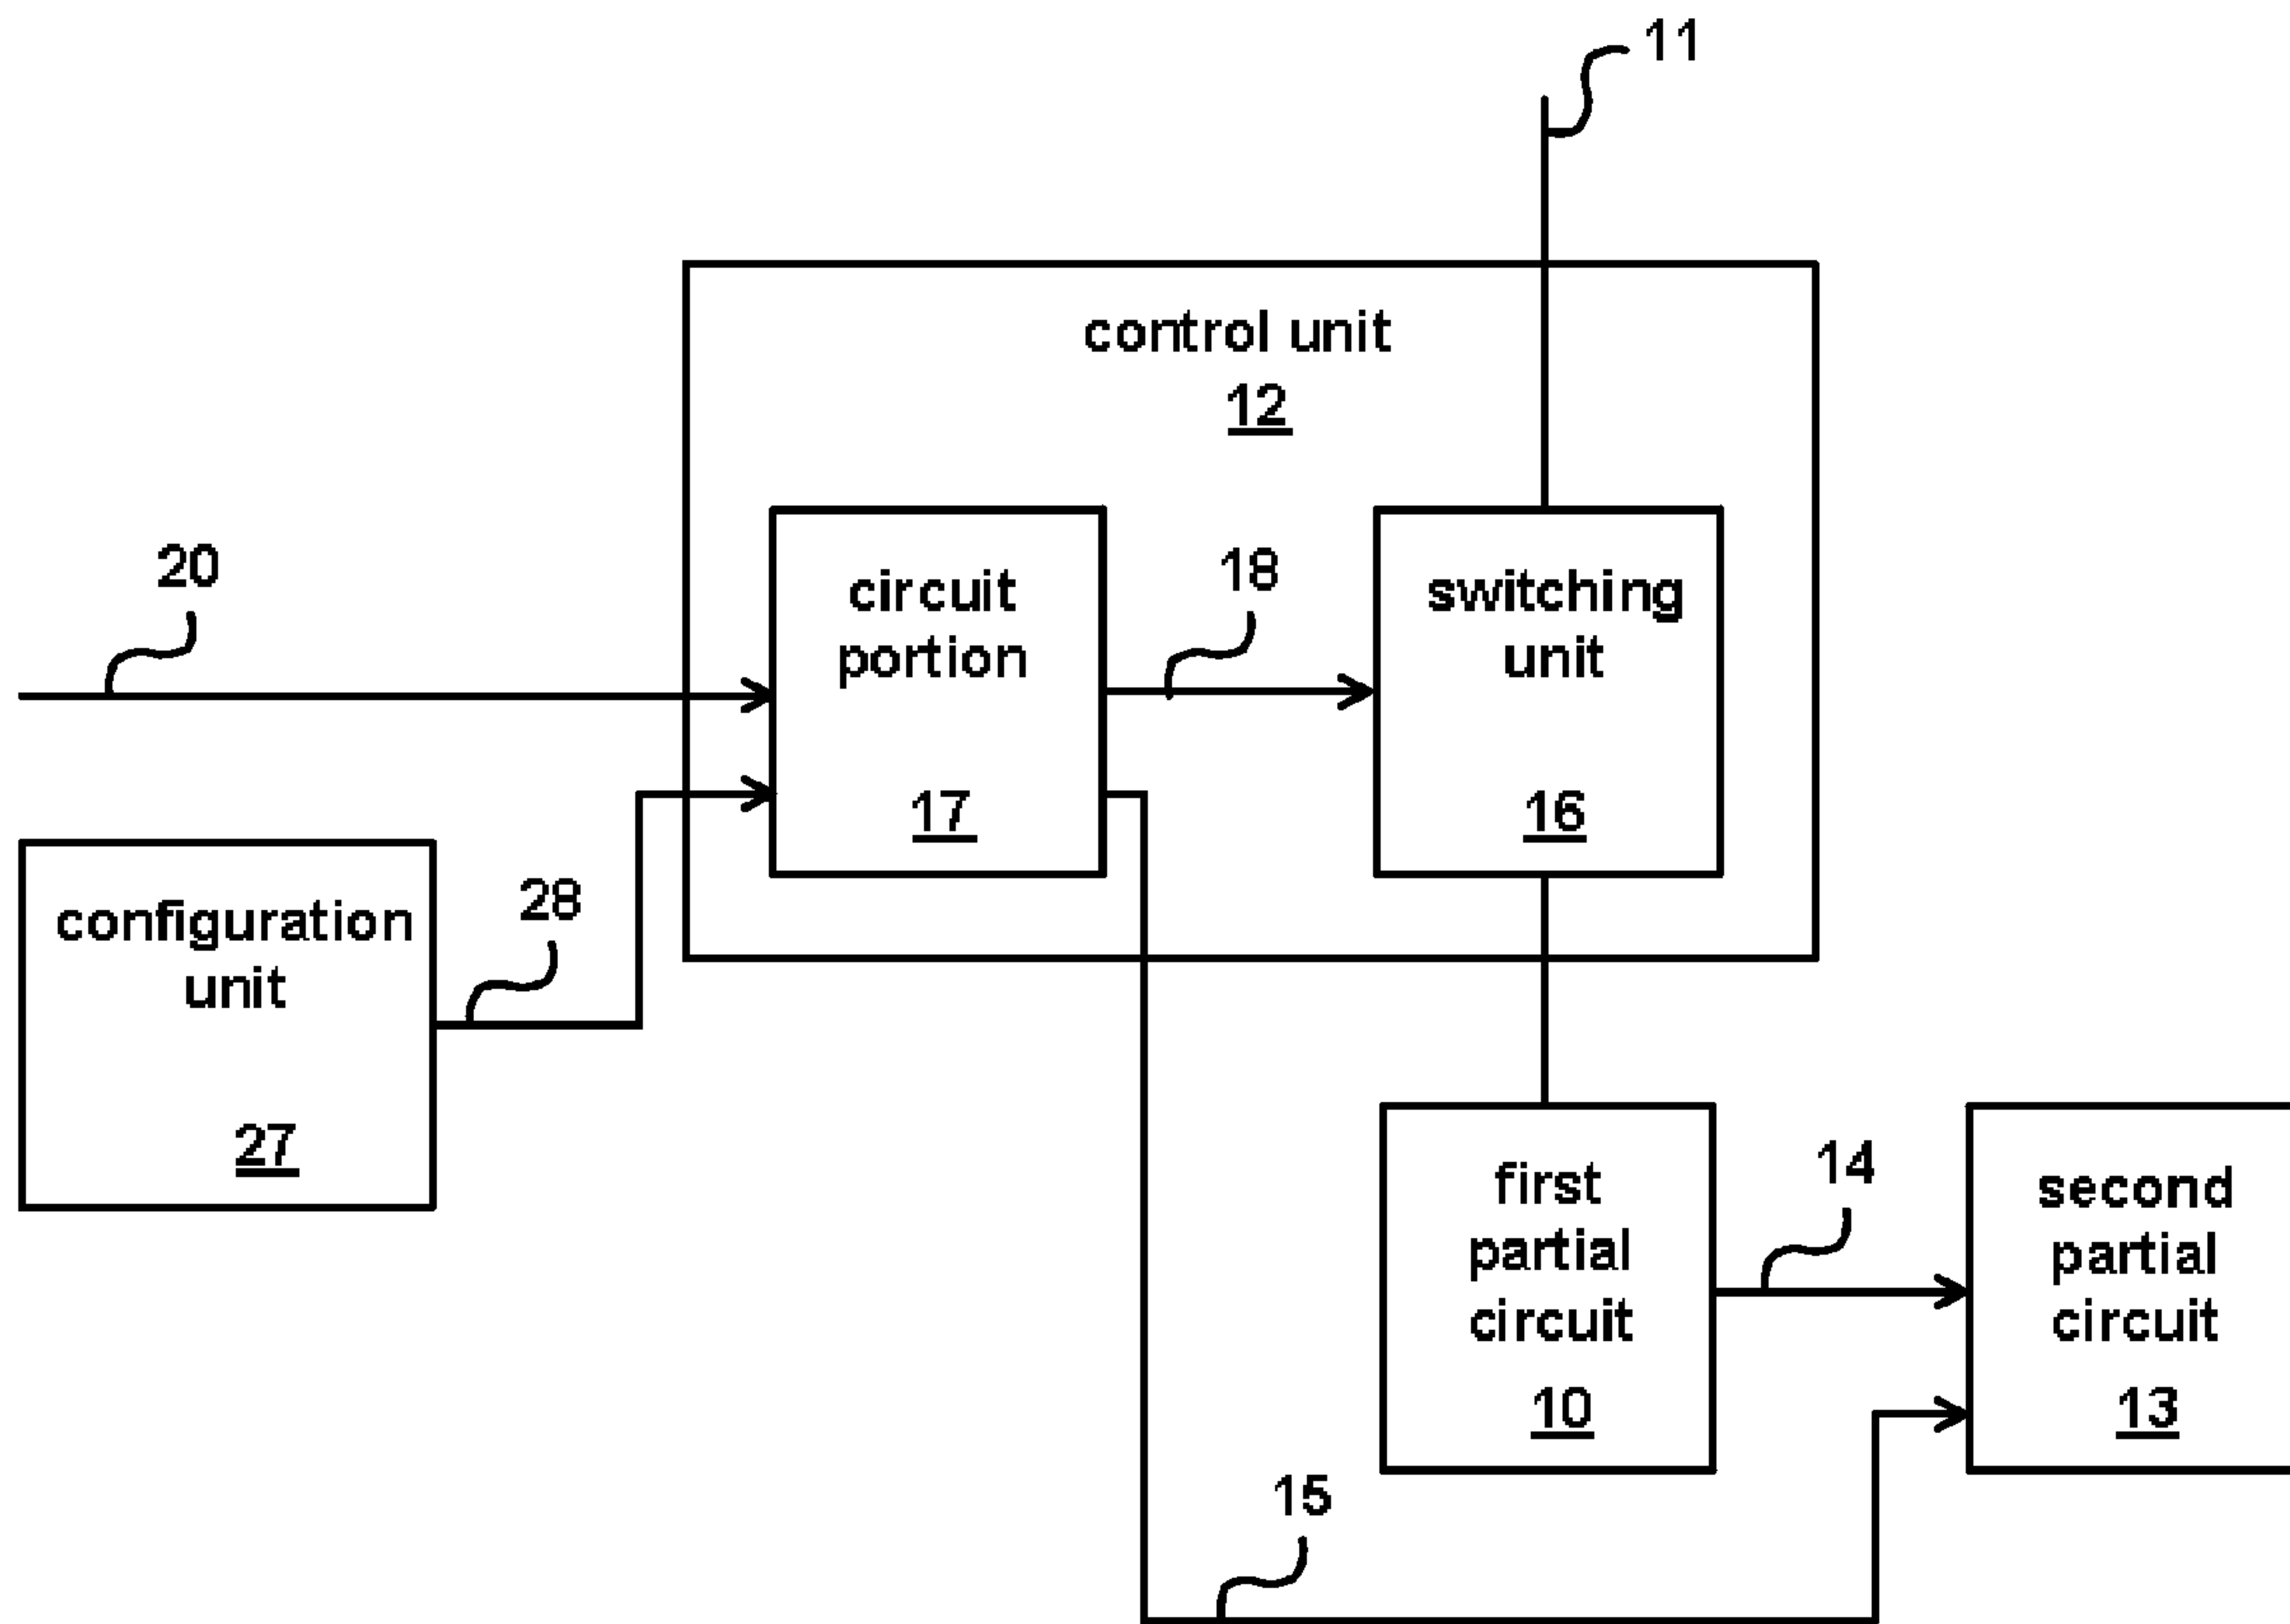 11
control unit
12
20
circuit
portion
17
18
switching
unit
16
configuration
unit
27
28
first
partial
circuit
10
14
second
partial
circuit
13
15